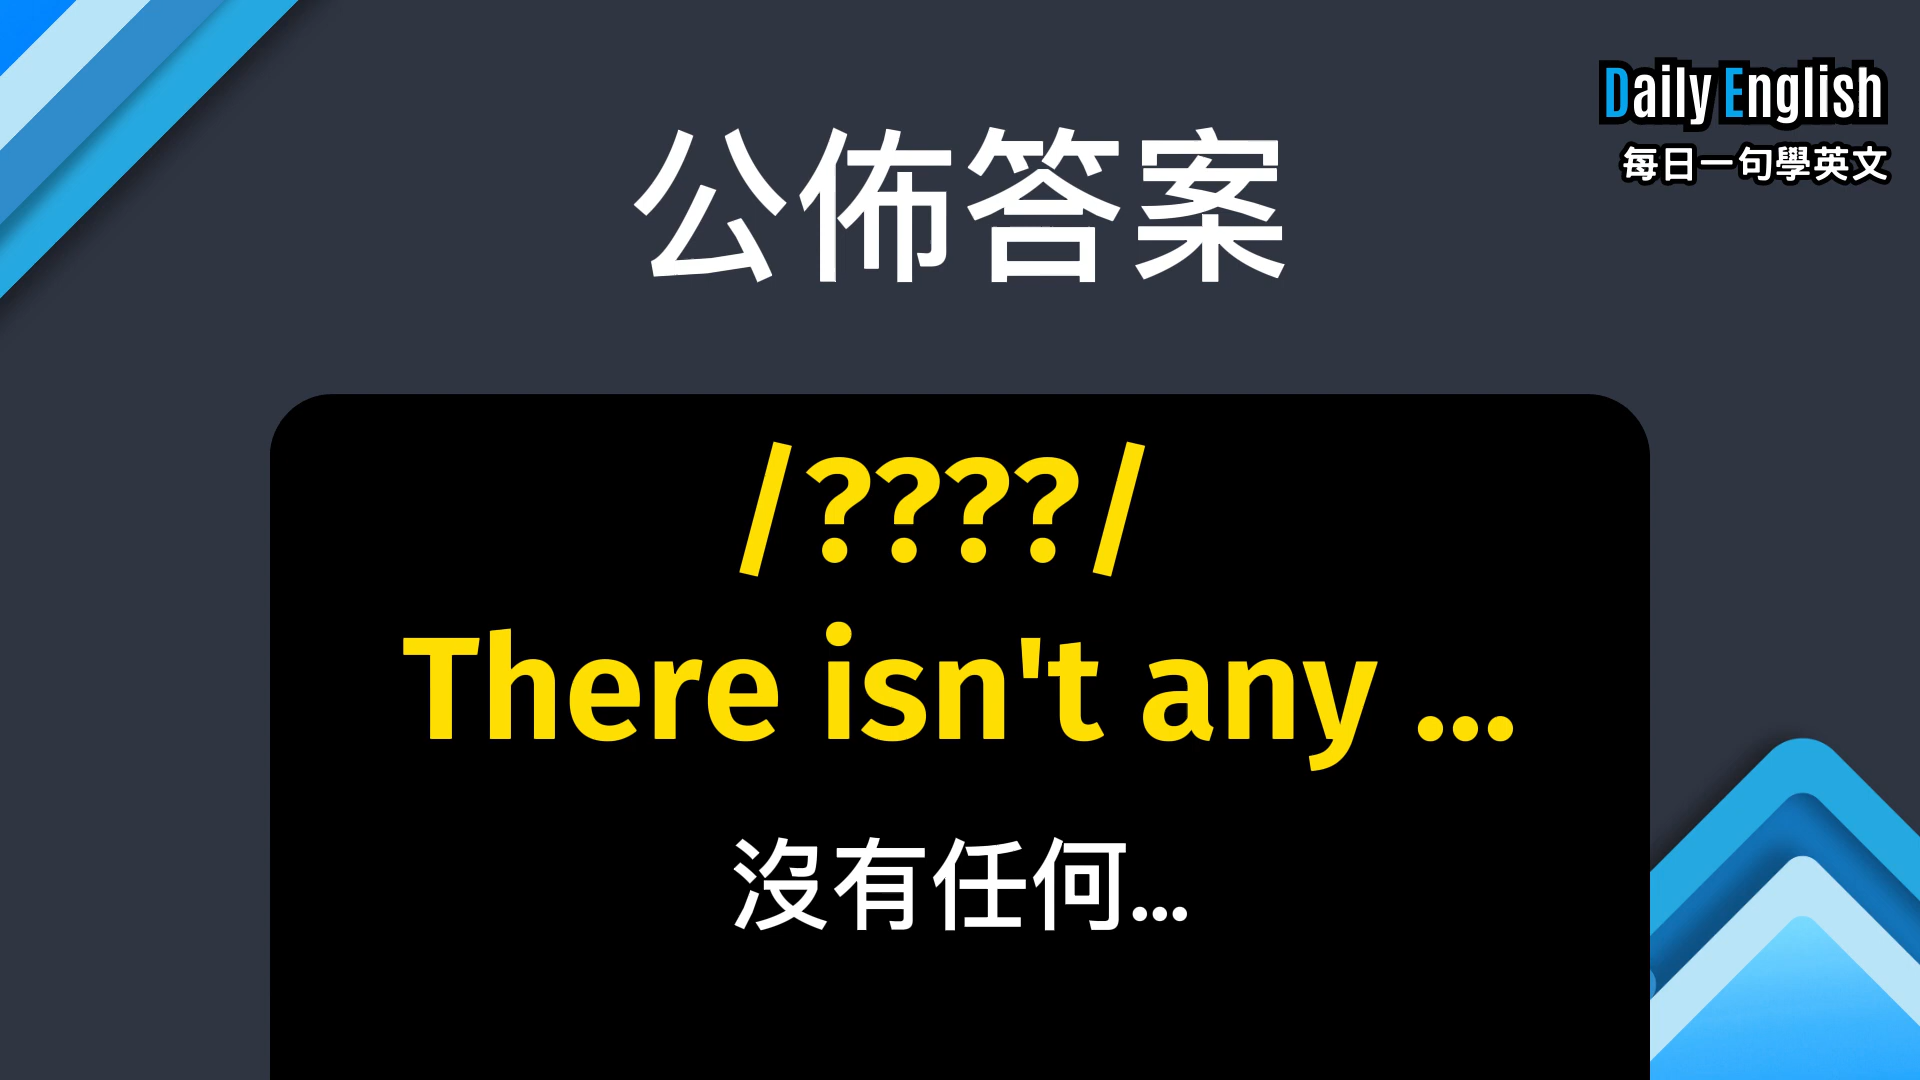 Daily English
每日一句學英文
公佈答案
/????/
There isn't any ...
沒有任何...